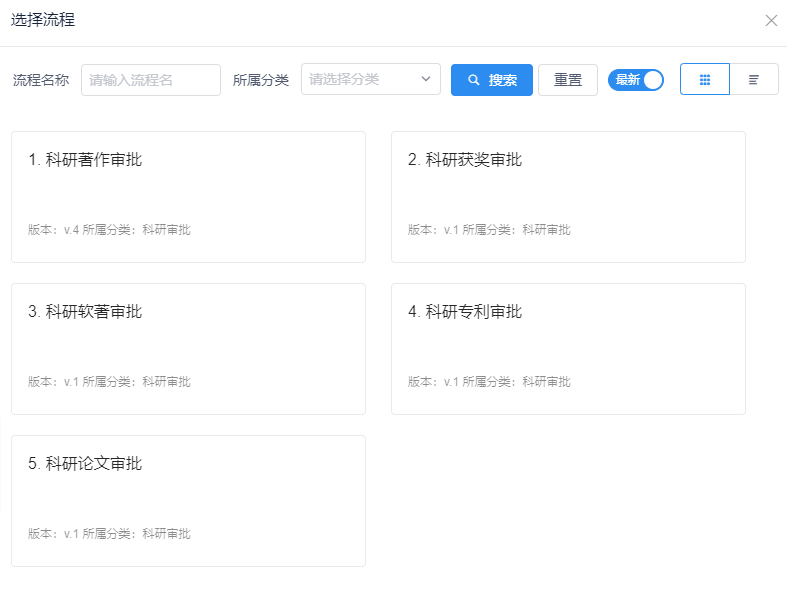 选择流程
流程名称 请输入流程名 所属分类 请选择分类 搜索 重置 最新
1. 科研著作审批
版本：v.4 所属分类：科研审批
2. 科研获奖审批
版本：v.1 所属分类：科研审批
3. 科研软著审批
版本：v.1 所属分类：科研审批
4. 科研专利审批
版本：v.1 所属分类：科研审批
5. 科研论文审批
版本：v.1 所属分类：科研审批